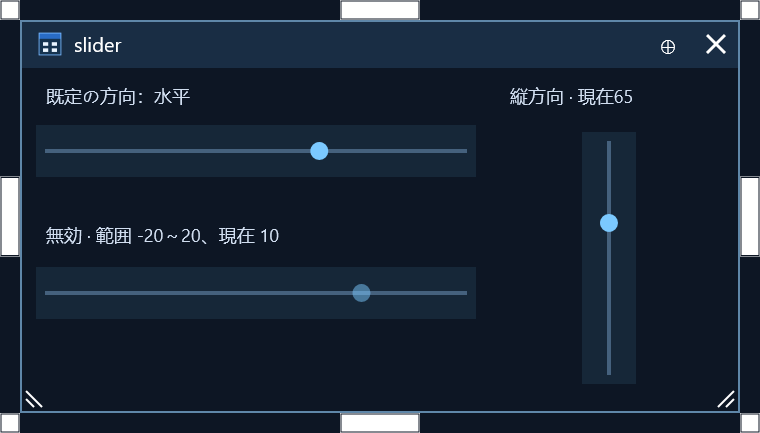 slider
既定の方向：水平
縦方向 · 現在65
無効 · 範囲 -20～20、現在 10